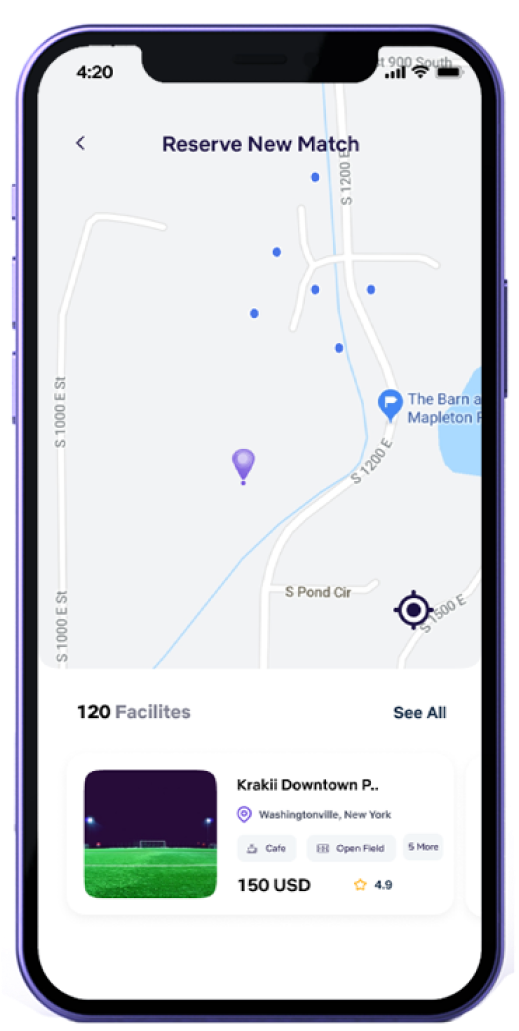 st 900 South
4:20
Reserve New Match
S 1200 E
S 1000 E St
The Barn a
Mapleton
S 1200 E
S 1000 E St
S Pond Cir
S 1500 E
120 Facilites
See All
Krakii Downtown P..
Washingtonville, New York
Cafe
Open Field
5 More
150 USD
4.9